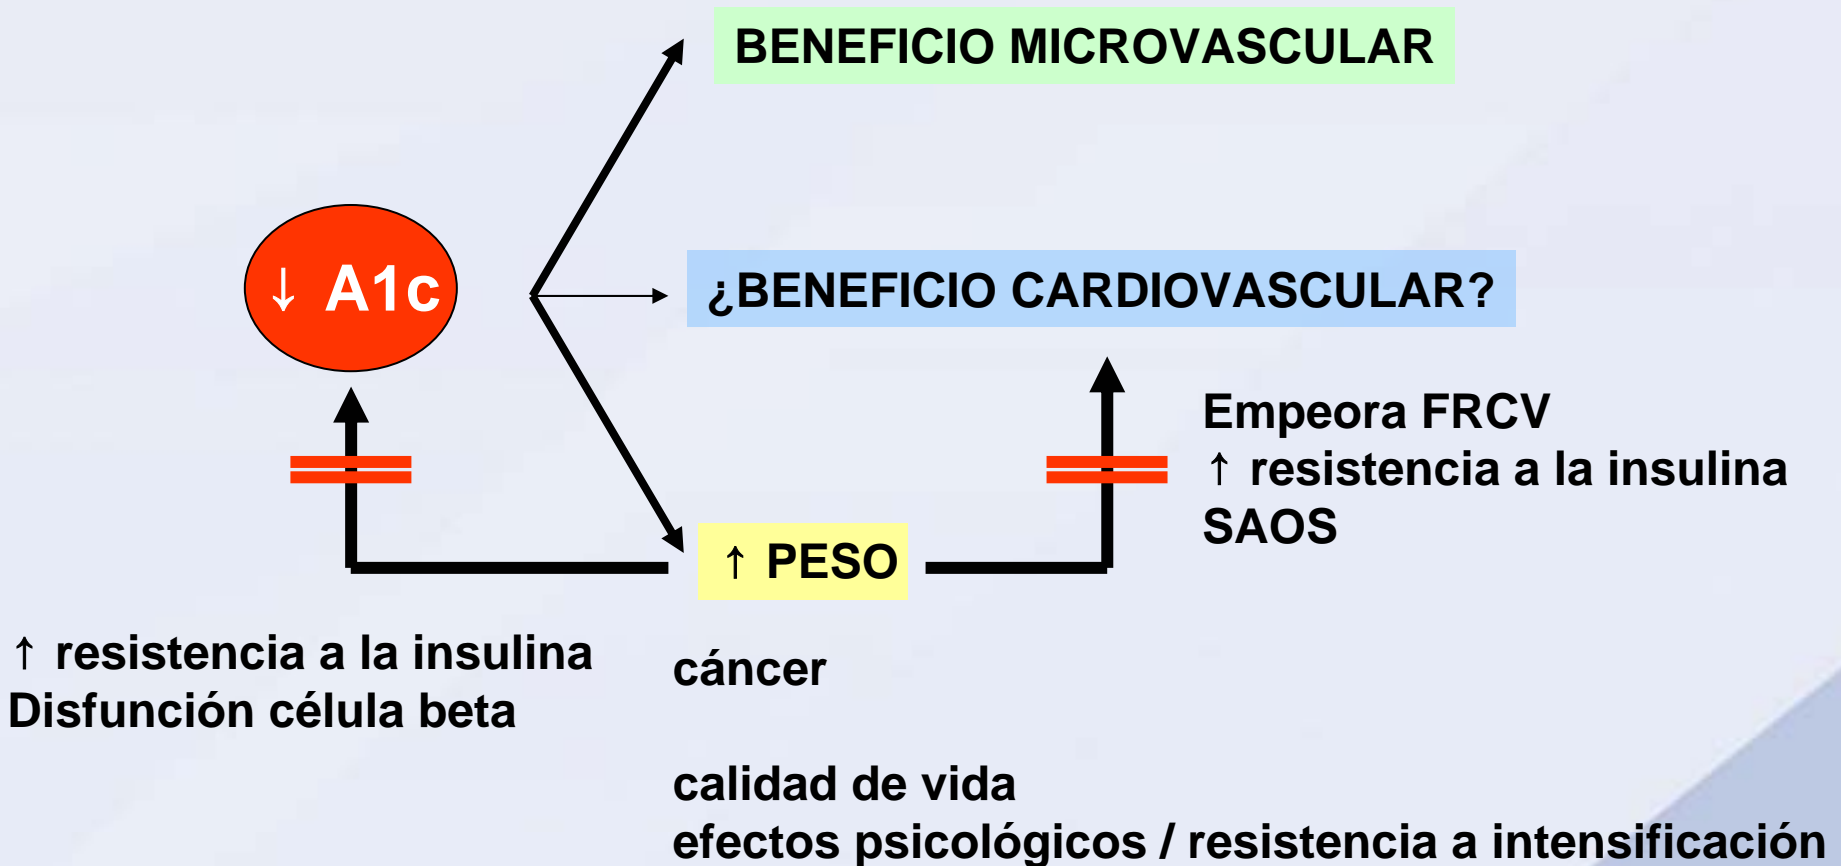 BENEFICIO MICROVASCULAR
↓ A1c
¿BENEFICIO CARDIOVASCULAR?
Empeora FRCV
↑ resistencia a la insulina
SAOS
↑ PESO
↑ resistencia a la insulina
Disfunción célula beta
cáncer
calidad de vida
efectos psicológicos / resistencia a intensificación